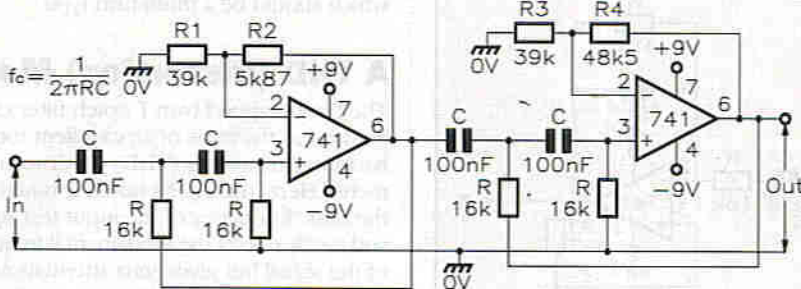 fc= 1/2πRC
0V
R1
39k
R2
5k87
+9V
2
7
741
6
3
4
-9V
C
100nF
C
100nF
In
R
16k
R
16k
R3
39k
0V
R4
48k5
+9V
2
7
741
6
3
4
-9V
C
100nF
C
100nF
R
16k
R
16k
Out
0V